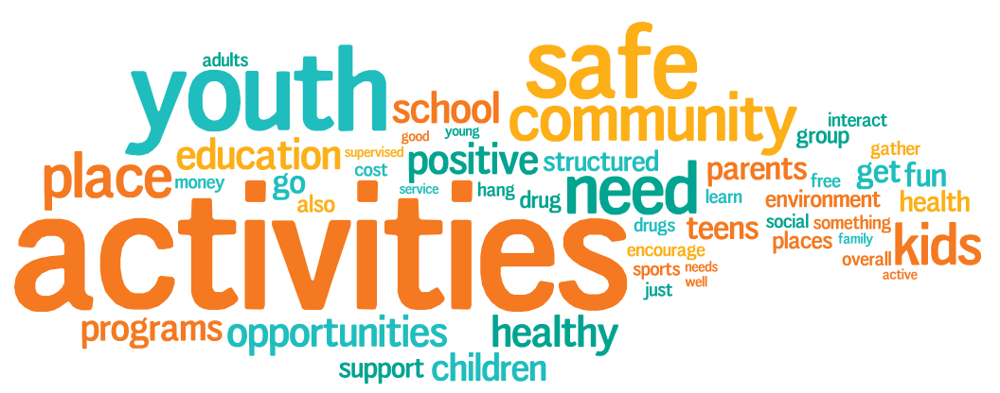 adults
youth
safe
school
community
good
young
interact
group
education
supervised
positive
structured
gather
place
money
go
cost
need
parents
free
get
fun
also
service
hang
drug
learn
environment
health
activities
drugs
teens
social
something
kids
encourage
places
family
sports
needs
overall
well
active
just
programs
opportunities
healthy
support
children